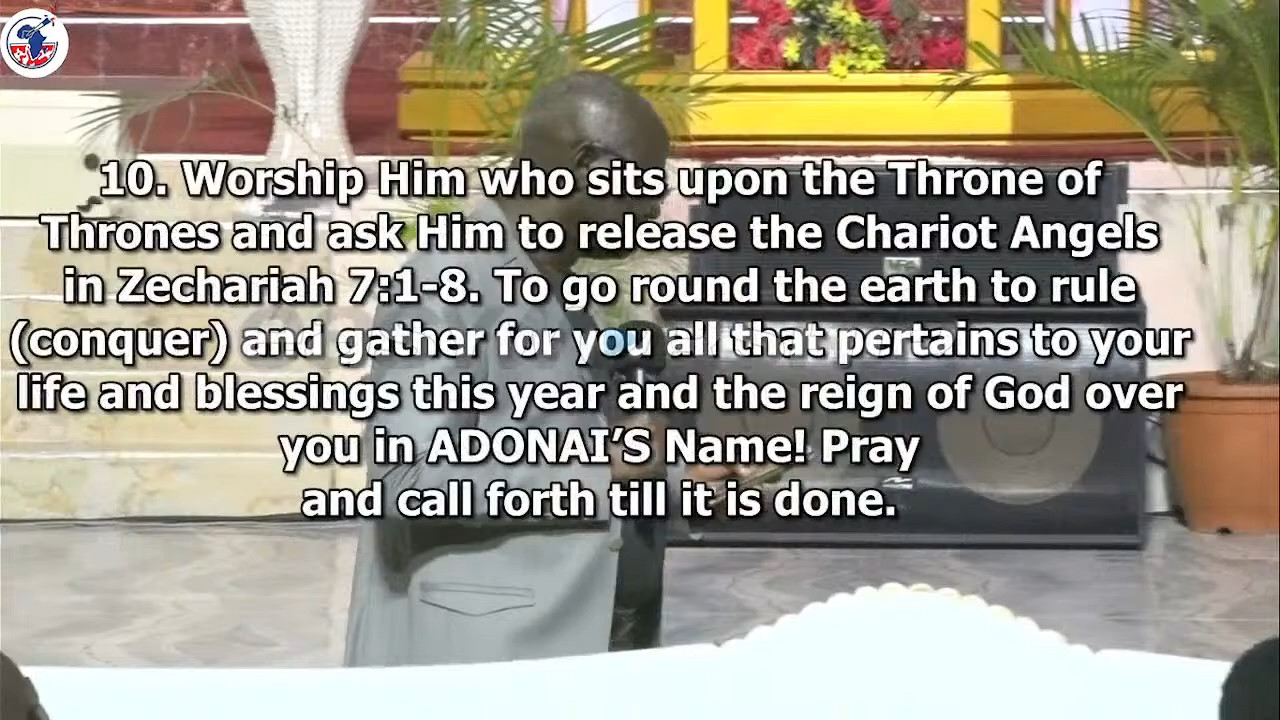 10. Worship Him who sits upon the Throne of
Thrones and ask Him to release the Chariot Angels
in Zechariah 7:1-8. To go round the earth to rule
(conquer) and gather for you all that pertains to your
life and blessings this year and the reign of God over
you in ADONAI’S Name! Pray
and call forth till it is done.